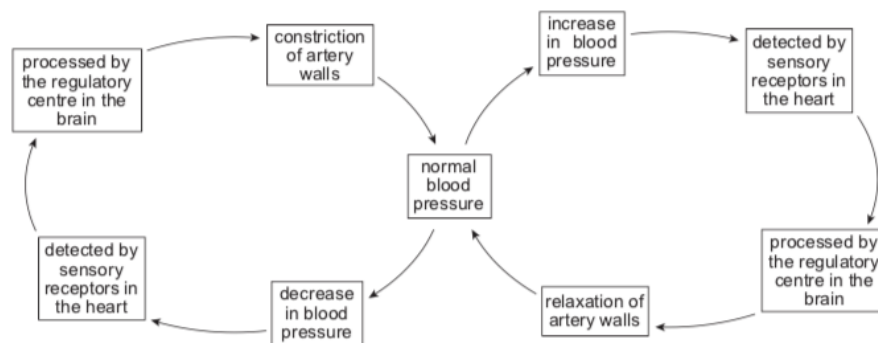 processed by
the regulatory
centre in the
brain
constriction
of artery
walls
increase
in blood
pressure
detected by
sensory
receptors in
the heart
normal
blood
pressure
detected by
sensory
receptors in
the heart
decrease
in blood
pressure
relaxation of
artery walls
processed by
the regulatory
centre in the
brain